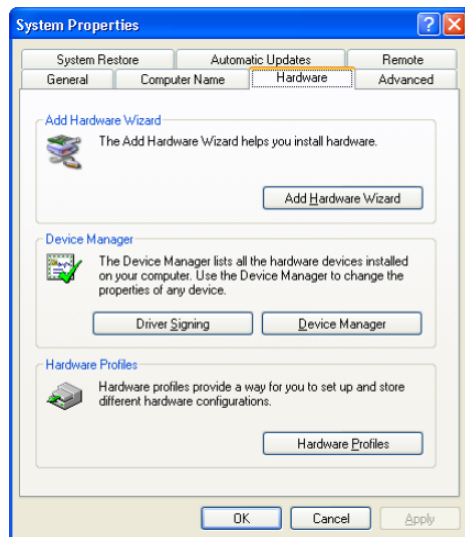 System Properties
System Restore Automatic Updates Remote
General Computer Name Hardware Advanced
Add Hardware Wizard
The Add Hardware Wizard helps you install hardware.
Add Hardware Wizard
Device Manager
The Device Manager lists all the hardware devices installed
on your computer. Use the Device Manager to change the
properties of any device.
Driver Signing Device Manager
Hardware Profiles
Hardware profiles provide a way for you to set up and store
different hardware configurations.
Hardware Profiles
OK Cancel Apply